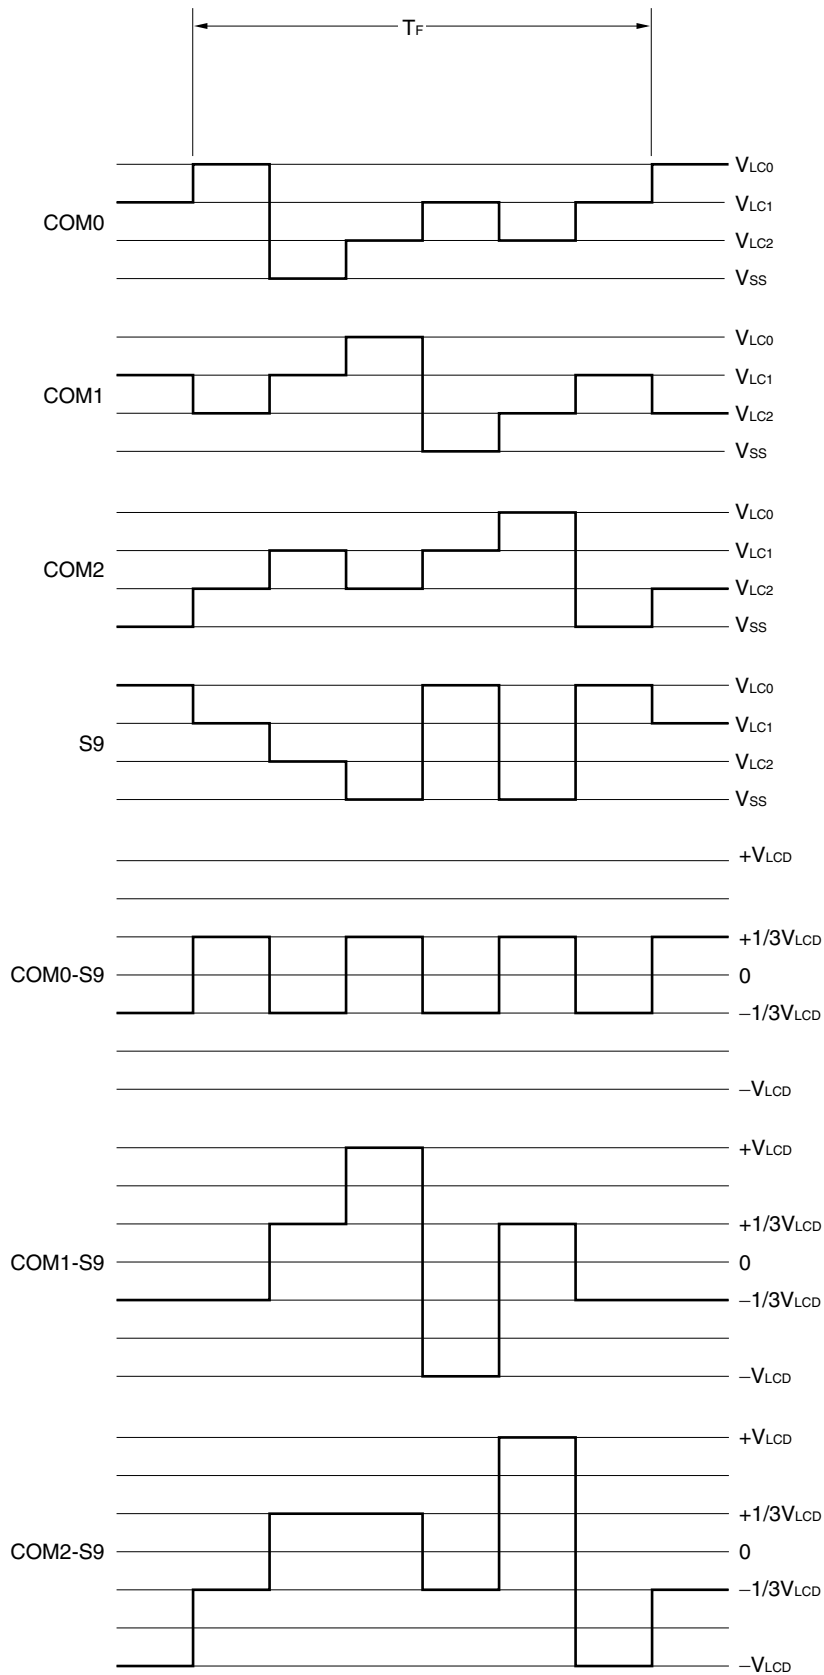 TF
VLC0
VLC1
COM0
VLC2
VSS
VLC0
VLC1
COM1
VLC2
VSS
VLC0
VLC1
COM2
VLC2
VSS
VLC0
VLC1
S9
VLC2
VSS
+VLCD
+1/3VLCD
COM0-S9
0
−1/3VLCD
−VLCD
+VLCD
+1/3VLCD
COM1-S9
0
−1/3VLCD
−VLCD
+VLCD
+1/3VLCD
COM2-S9
0
−1/3VLCD
−VLCD